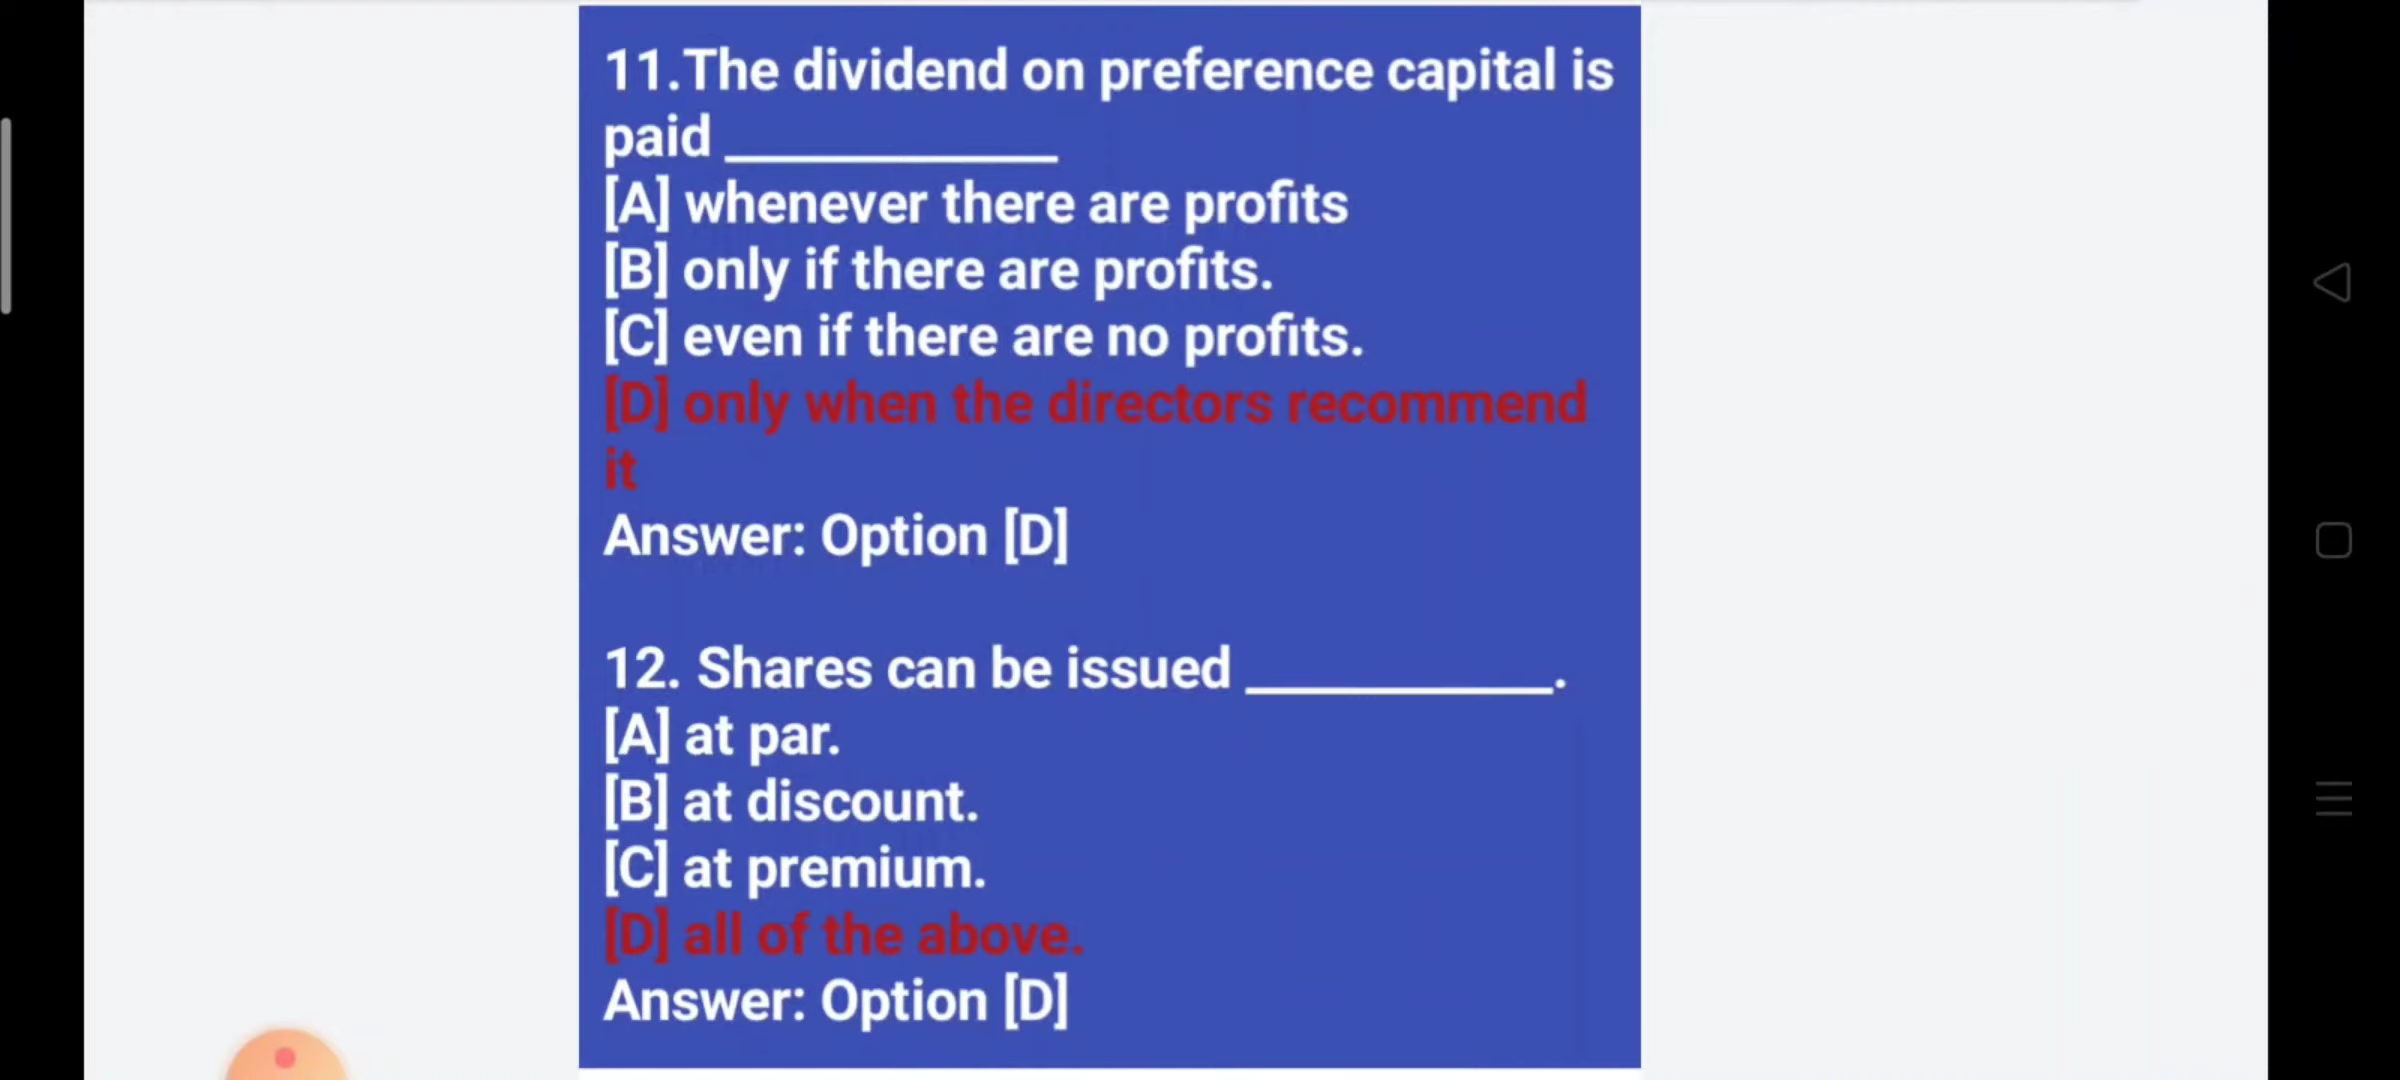 11.The dividend on preference capital is
paid ____________
[A] whenever there are profits
[B] only if there are profits.
[C] even if there are no profits.
[D] only when the directors recommend
it
Answer: Option [D]
12. Shares can be issued ___________.
[A] at par.
[B] at discount.
[C] at premium.
[D] all of the above.
Answer: Option [D]